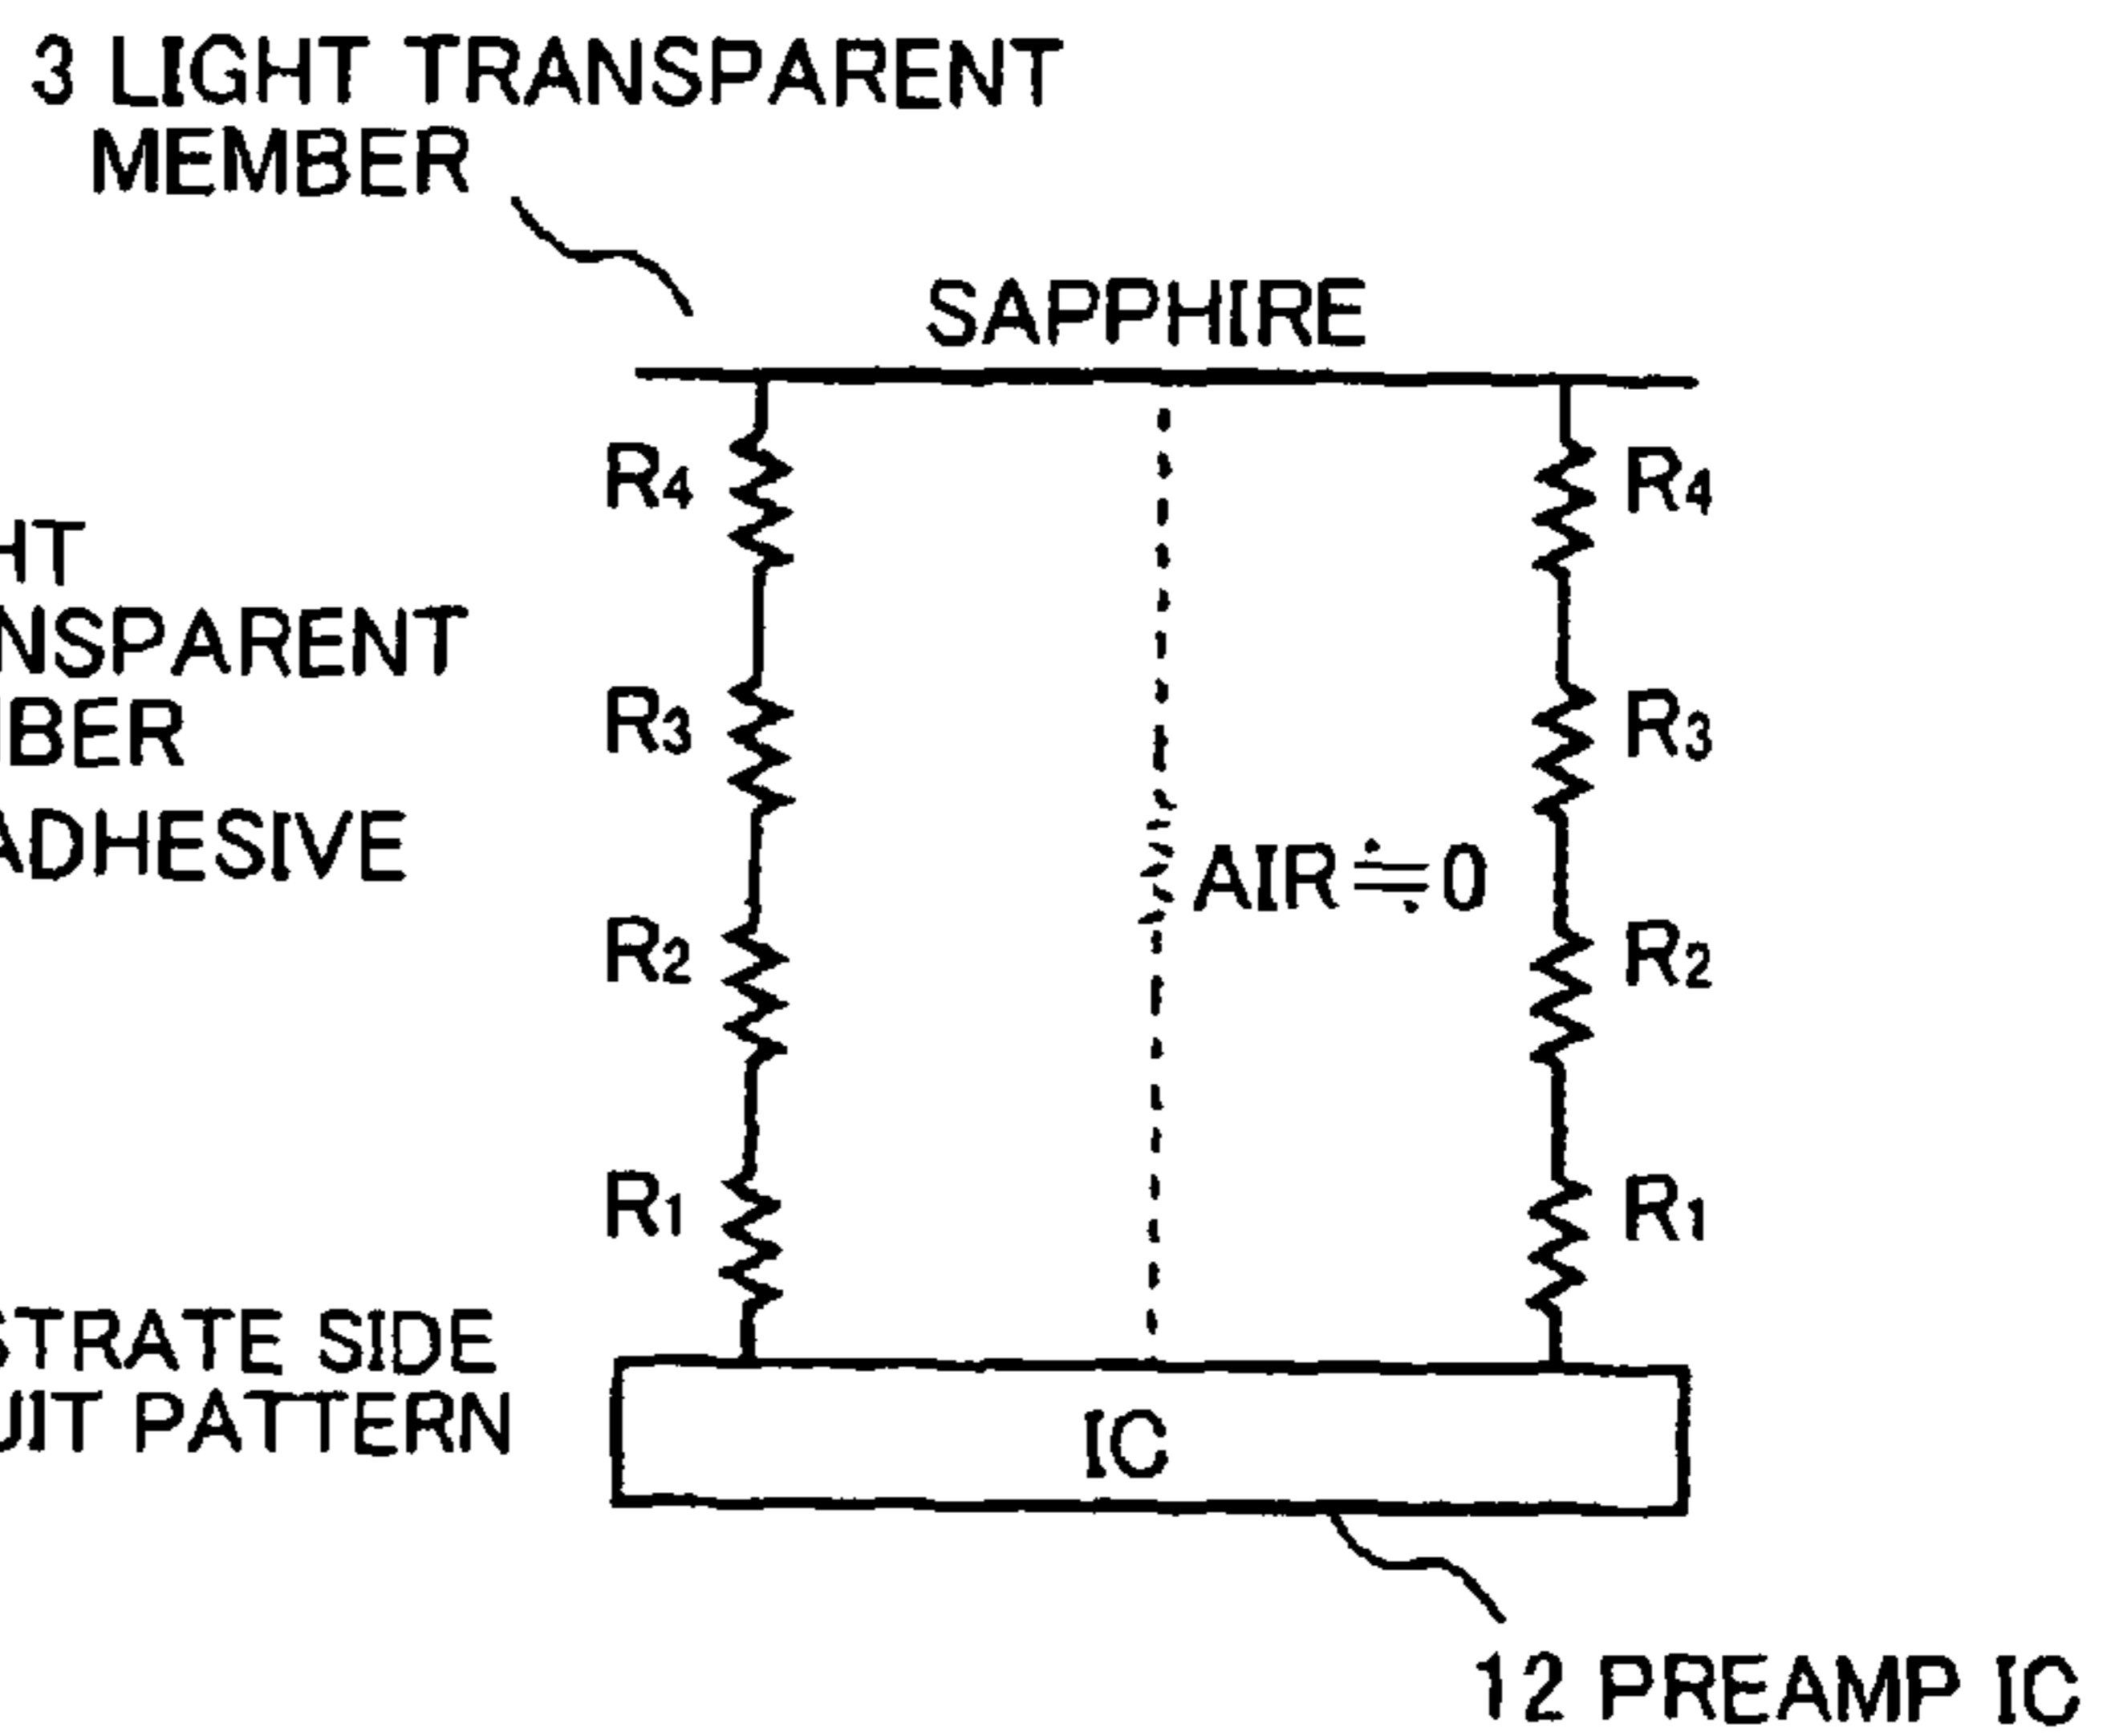 3 LIGHT TRANSPARENT
MEMBER
SAPPHIRE
R4 R4
HT
NSPARENT
BER
R3 R3
ADHESIVE
AIR≒0
R2 R2
R1 R1
STRATE SIDE
UIT PATTERN
IC
12 PREAMP IC